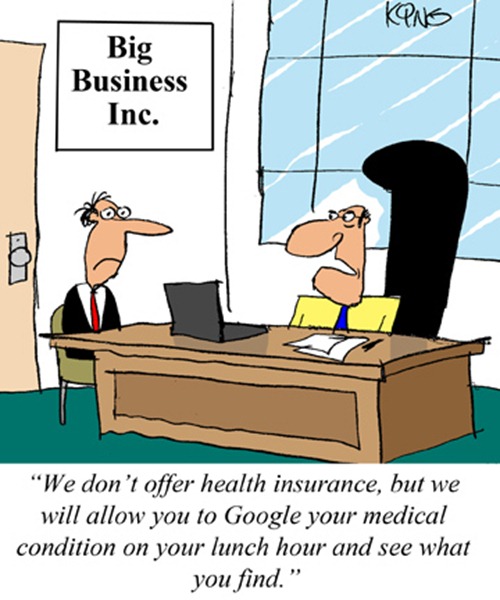 KONS
Big
Business
Inc.
“We don’t offer health insurance, but we
will allow you to Google your medical
condition on your lunch hour and see what
you find.”